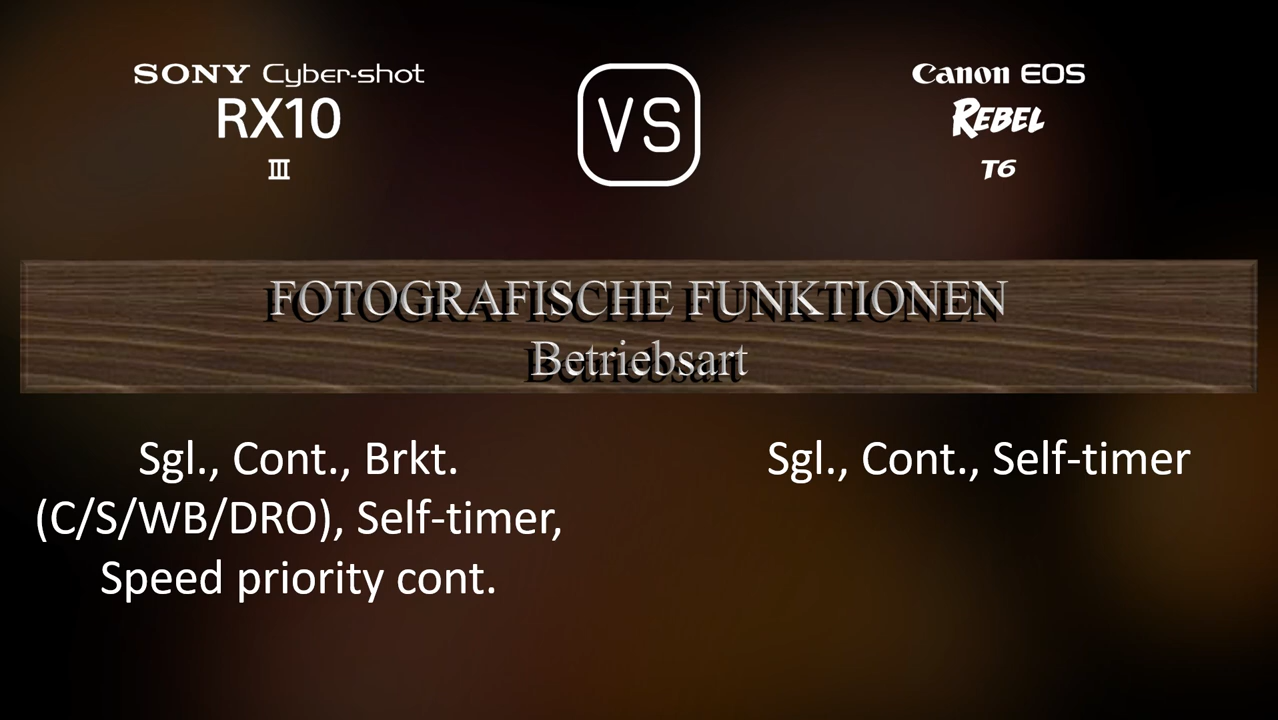 SONY Cyber-shot
RX10
III
VS
Canon EOS
REBEL
T6
FOTOGRAFISCHE FUNKTIONEN
Betriebsart
Sgl., Cont., Brkt.
(C/S/WB/DRO), Self-timer,
Speed priority cont.
Sgl., Cont., Self-timer